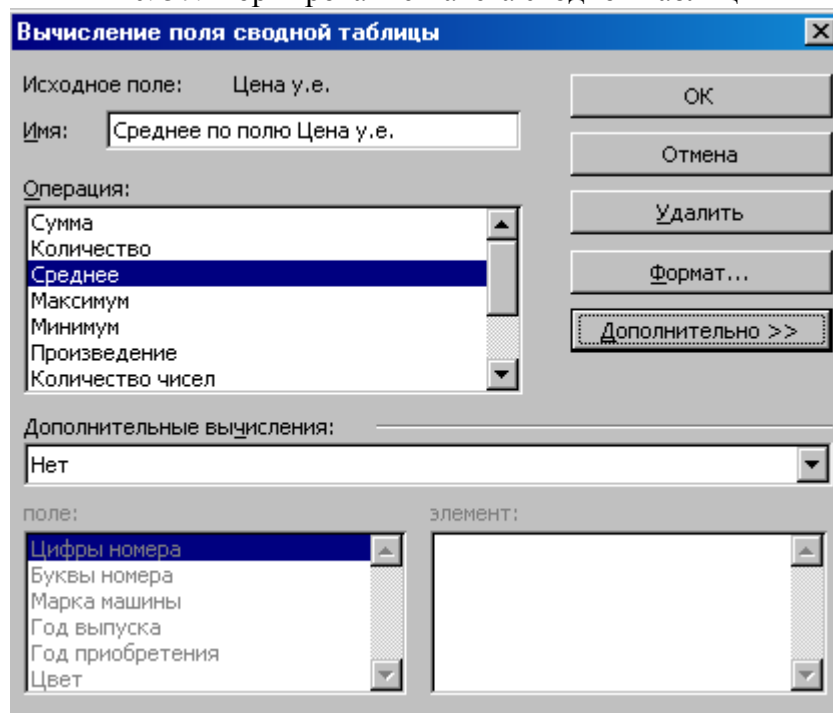 Вычисление поля сводной таблицы
Исходное поле: Цена у.е.
Имя: Среднее по полю Цена у.е.
Операция:
Сумма
Количество
Среднее
Максимум
Минимум
Произведение
Количество чисел
ОК
Отмена
Удалить
Формат...
Дополнительно >>
Дополнительные вычисления:
Нет
поле:
Цифры номера
Буквы номера
Марка машины
Год выпуска
Год приобретения
Цвет
элемент: